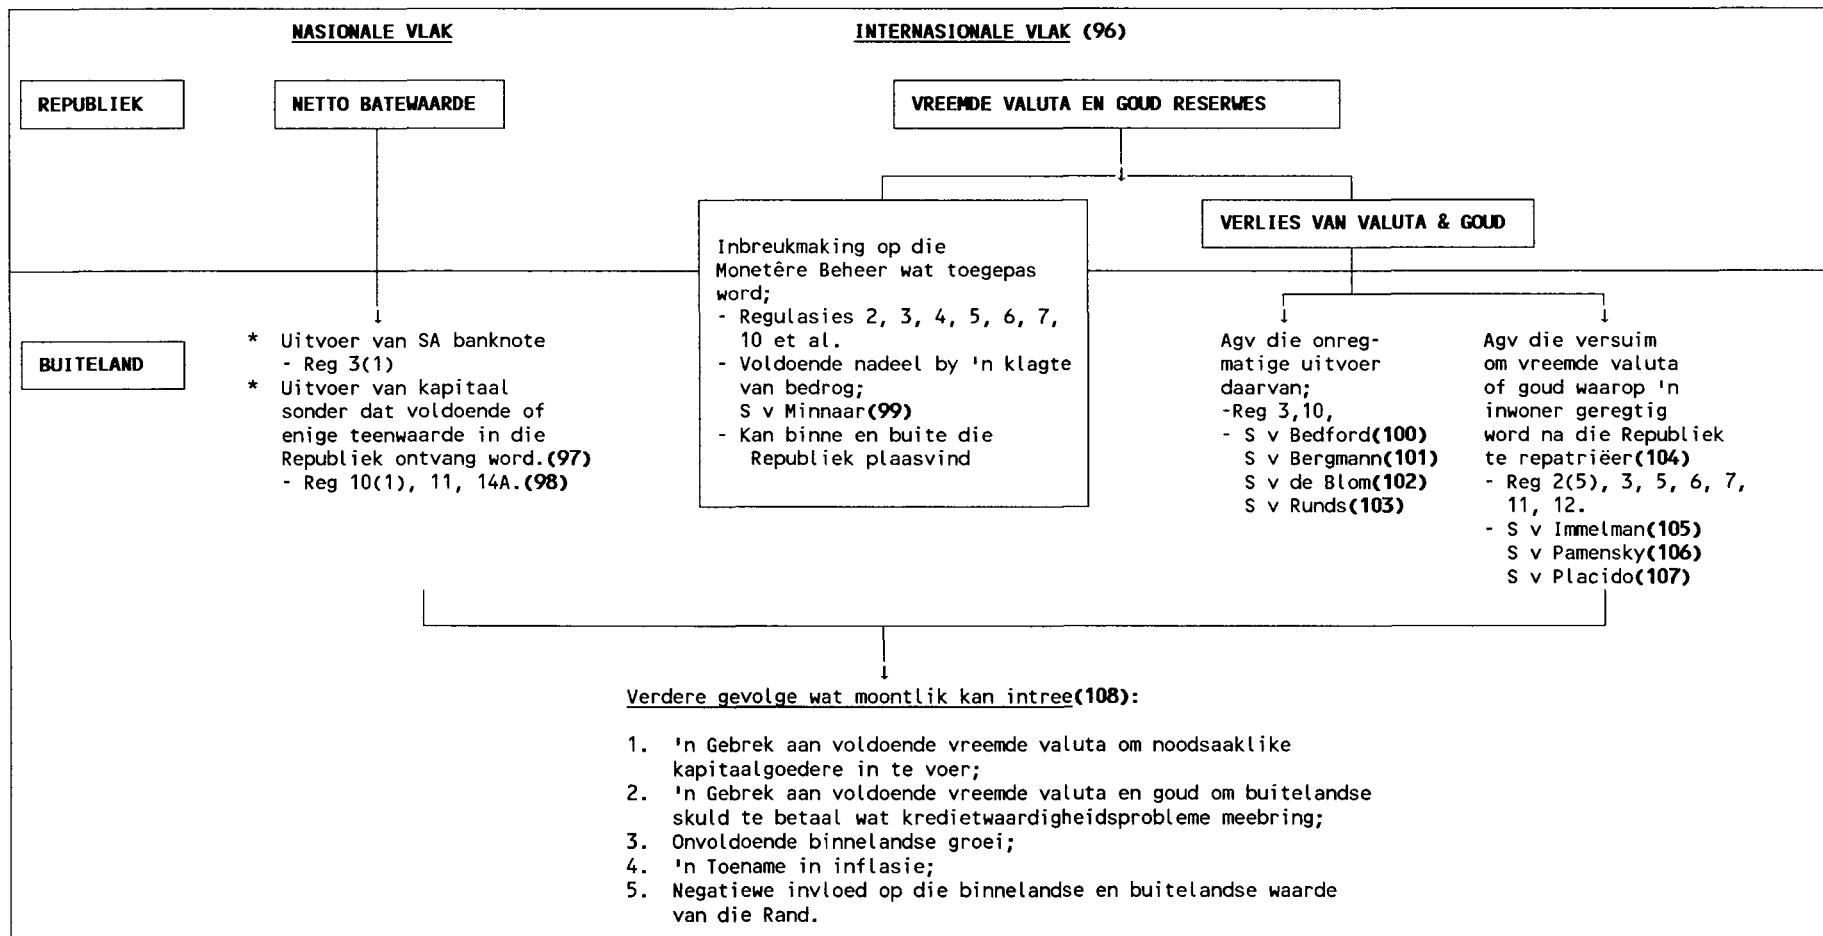 NASIONALE VLAK
INTERNASIONALE VLAK (96)
REPUBLIEK
NETTO BATEWAARDE
VREEMDE VALUTA EN GOUD RESERWES
VERLIES VAN VALUTA & GOUD
Inbreukmaking op die
Monetêre Beheer wat toegepas
word;
- Regulasies 2, 3, 4, 5, 6, 7,
10 et al.
- Voldoende nadeel by 'n klagte
van bedrog;
S v Minnaar(99)
- Kan binne en buite die
Republiek plaasvind
BUITELAND
* Uitvoer van SA banknote
- Reg 3(1)
* Uitvoer van kapitaal
sonder dat voldoende of
enige teenwaarde in die
Republiek ontvang word.(97)
- Reg 10(1), 11, 14A.(98)
Agv die onreg-
matige uitvoer
daarvan;
-Reg 3,10,
- S v Bedford(100)
S v Bergmann(101)
S v de Blom(102)
S v Runds(103)
Agv die versuim
om vreemde valuta
of goud waarop 'n
inwoner geregtig
word na die Republiek
te repatriëer(104)
- Reg 2(5), 3, 5, 6, 7,
11, 12.
- S v Immelman(105)
S v Pamensky(106)
S v Placido(107)
Verdere gevolge wat moontlik kan intree(108):
1. 'n Gebrek aan voldoende vreemde valuta om noodsaaklike
kapitaalgoedere in te voer;
2. 'n Gebrek aan voldoende vreemde valuta en goud om buitelandse
skuld te betaal wat kredietwaardigheidsprobleme meebring;
3. Onvoldoende binnelandse groei;
4. 'n Toename in inflasie;
5. Negatiewe invloed op die binnelandse en buitelandse waarde
van die Rand.